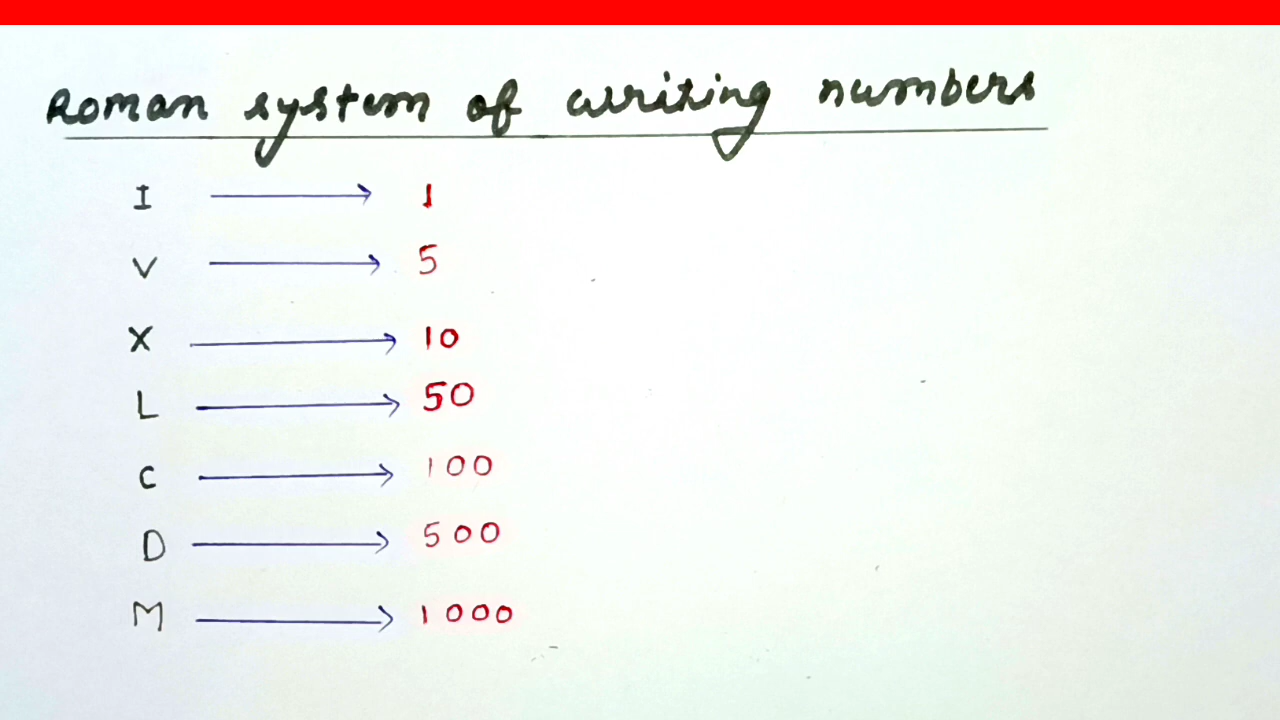 Roman system of writing numbers
I → 1
V → 5
X → 10
L → 50
C → 100
D → 500
M → 1000